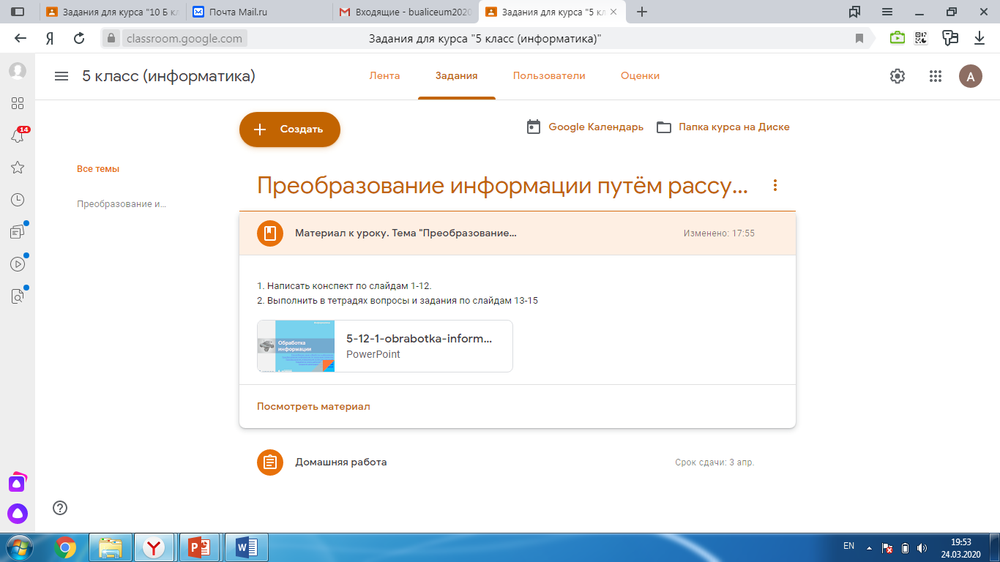 Задания для курса "10 Б кл
Почта Mail.ru
Входящие - bualiceum2020
Задания для курса "5 кл
classroom.google.com
Задания для курса "5 класс (информатика)"
5 класс (информатика)
Лента
Задания
Пользователи
Оценки
A
14
Создать
Google Календарь
Папка курса на Диске
Все темы
Преобразование и...
Преобразование информации путём рассу...
Материал к уроку. Тема "Преобразование...
Изменено: 17:55
1. Написать конспект по слайдам 1-12.
2. Выполнить в тетрадях вопросы и задания по слайдам 13-15
Обработка
информации
5-12-1-obrabotka-inform...
PowerPoint
Посмотреть материал
Домашняя работа
Срок сдачи: 3 апр.
EN
19:53
24.03.2020